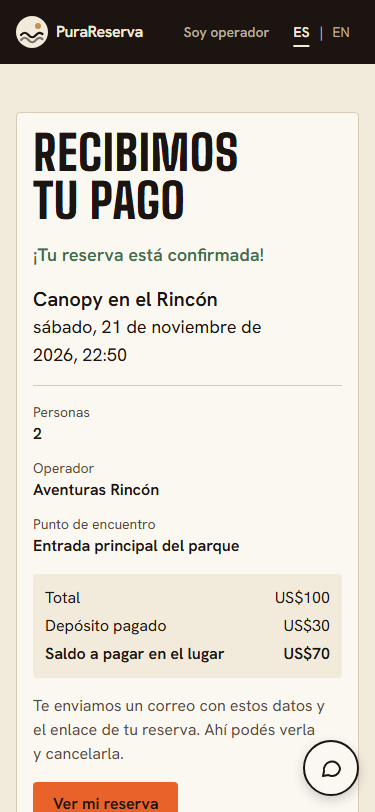 PuraReserva
Soy operador
ES | EN
RECIBIMOS
TU PAGO
¡Tu reserva está confirmada!
Canopy en el Rincón
sábado, 21 de noviembre de
2026, 22:50
Personas
2
Operador
Aventuras Rincón
Punto de encuentro
Entrada principal del parque
Total US$100
Depósito pagado US$30
Saldo a pagar en el lugar US$70
Te enviamos un correo con estos datos y
el enlace de tu reserva. Ahí podés verla
y cancelarla.
Ver mi reserva